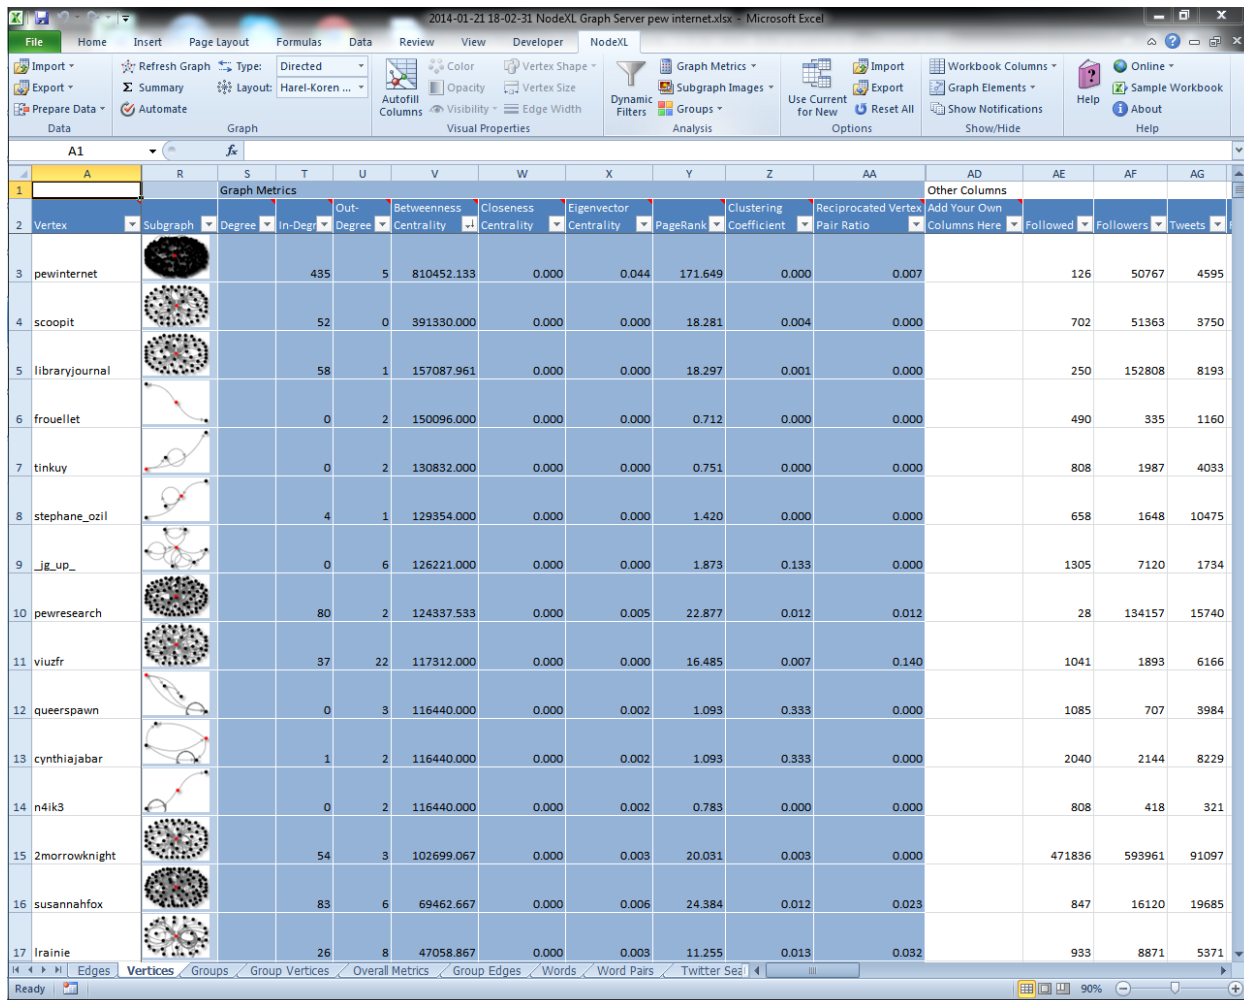 2014-01-21 18-02-31 NodeXL Graph Server pew internet.xlsx - Microsoft Excel
File Home Insert Page Layout Formulas Data Review View Developer NodeXL
Import Refresh Graph Type: Directed Color Vertex Shape Graph Metrics Import Workbook Columns Online
Export Summary Layout: Harel-Koren ... Opacity Vertex Size Subgraph Images Export Graph Elements Sample Workbook
Prepare Data Automate Autofill Columns Visibility Edge Width Dynamic Filters Groups Use Current for New Reset All Show Notifications Help About
Data Graph Visual Properties Analysis Options Show/Hide Help
A1 fx
A R S T U V W X Y Z AA AD AE AF AG
1 Graph Metrics Other Columns
2 Vertex Subgraph Degree In-Degr Out-Degree Betweenness Centrality Closeness Centrality Eigenvector Centrality PageRank Clustering Coefficient Reciprocated Vertex Pair Ratio Add Your Own Columns Here Followed Followers Tweets
3 pewinternet 435 5 810452.133 0.000 0.044 171.649 0.000 0.007 126 50767 4595
4 scoopit 52 0 391330.000 0.000 0.000 18.281 0.004 0.000 702 51363 3750
5 libraryjournal 58 1 157087.961 0.000 0.000 18.297 0.001 0.000 250 152808 8193
6 frouellet 0 2 150096.000 0.000 0.000 0.712 0.000 0.000 490 335 1160
7 tinkuy 0 2 130832.000 0.000 0.000 0.751 0.000 0.000 808 1987 4033
8 stephane_ozil 4 1 129354.000 0.000 0.000 1.420 0.000 0.000 658 1648 10475
9 _jg_up_ 0 6 126221.000 0.000 0.000 1.873 0.133 0.000 1305 7120 1734
10 pewresearch 80 2 124337.533 0.000 0.005 22.877 0.012 0.012 28 134157 15740
11 viuzfr 37 22 117312.000 0.000 0.000 16.485 0.007 0.140 1041 1893 6166
12 queerspawn 0 3 116440.000 0.000 0.002 1.093 0.333 0.000 1085 707 3984
13 cynthiajabar 1 2 116440.000 0.000 0.002 1.093 0.333 0.000 2040 2144 8229
14 n4ik3 0 2 116440.000 0.000 0.002 0.783 0.000 0.000 808 418 321
15 2morrowknight 54 3 102699.067 0.000 0.003 20.031 0.003 0.000 471836 593961 91097
16 susannahfox 83 6 69462.667 0.000 0.006 24.384 0.012 0.023 847 16120 19685
17 lrainie 26 8 47058.867 0.000 0.003 11.255 0.013 0.032 933 8871 5371
Edges Vertices Groups Group Vertices Overall Metrics Group Edges Words Word Pairs Twitter Sea
Ready 90%